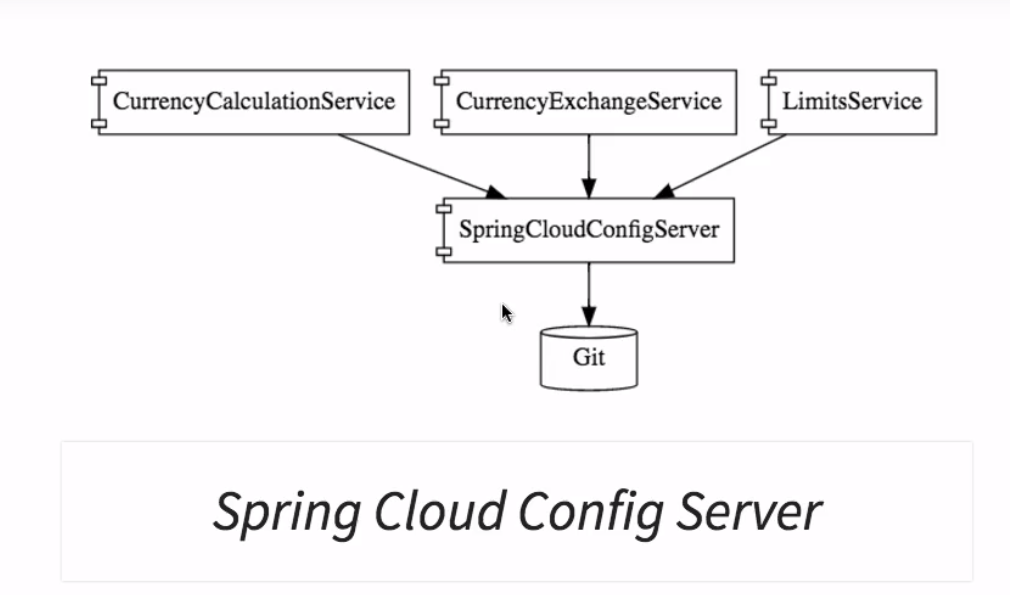 CurrencyCalculationService
CurrencyExchangeService
LimitsService
SpringCloudConfigServer
Git
Spring Cloud Config Server